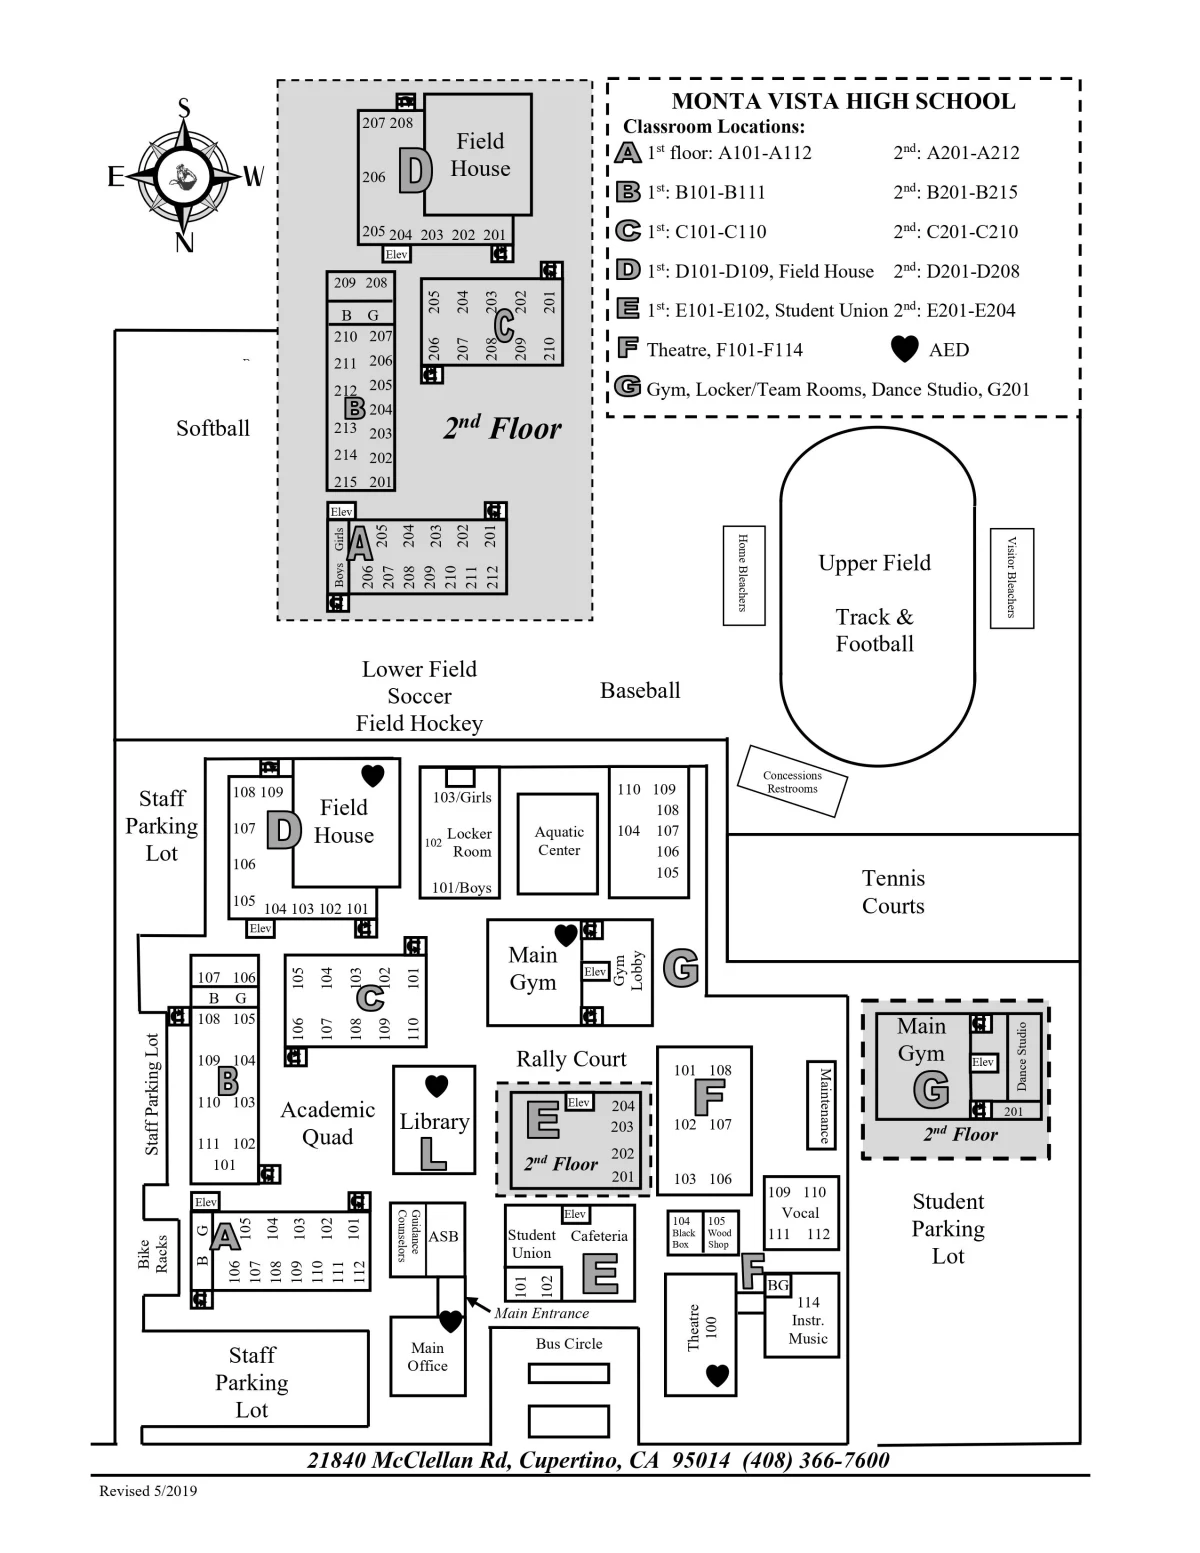 S
E W
N
MONTA VISTA HIGH SCHOOL
Classroom Locations:
A 1st floor: A101-A112 2nd: A201-A212
B 1st: B101-B111 2nd: B201-B215
C 1st: C101-C110 2nd: C201-C210
D 1st: D101-D109, Field House 2nd: D201-D208
E 1st: E101-E102, Student Union 2nd: E201-E204
F Theatre, F101-F114 AED
G Gym, Locker/Team Rooms, Dance Studio, G201
207 208
Field
House
D
206
205 204 203 202 201
Elev
209 208
B G
210 207
211 206
212 205
B 204
213 203
214 202
215 201
205 204 203 202 201
C
206 207 208 209 210
2nd Floor
Elev
Girls
Boys
A
205 204 203 202 201
206 207 208 209 210 211 212
Softball
Home Bleachers
Upper Field
Track &
Football
Visitor Bleachers
Lower Field
Soccer
Field Hockey
Baseball
Concessions
Restrooms
Staff
Parking
Lot
108 109
Field
House
D
107
106
105 104 103 102 101
Elev
103/Girls
102 Locker
Room
101/Boys
Aquatic
Center
110 109
108
104 107
106
105
Tennis
Courts
Main
Gym
Elev
Gym
Lobby
G
107 106
B G
108 105
109 104
B
110 103
111 102
101
Staff Parking Lot
105 104 103 102 101
C
106 107 108 109 110
Rally Court
Academic
Quad
Library
L
E
Elev
204
203
2nd Floor
202
201
101 108
F
102 107
103 106
Maintenance
Main
Gym
G
Elev
Dance Studio
201
2nd Floor
Elev
G
B
A
105 104 103 102 101
106 107 108 109 110 111 112
Bike
Racks
Guidance
Counselors
ASB
Elev
Student
Union
Cafeteria
E
101 102
Main Entrance
104
Black
Box
105
Wood
Shop
109 110
Vocal
111 112
F
BG
114
Instr.
Music
Theatre
100
Student
Parking
Lot
Main
Office
Bus Circle
Staff
Parking
Lot
21840 McClellan Rd, Cupertino, CA 95014 (408) 366-7600
Revised 5/2019